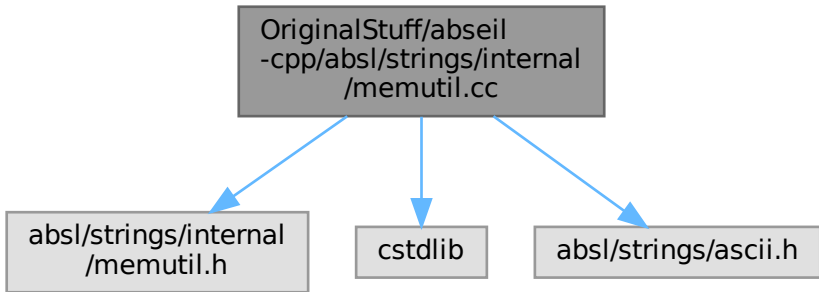 OriginalStuff/abseil
-cpp/absl/strings/internal
/memutil.cc
absl/strings/internal
/memutil.h
cstdlib
absl/strings/ascii.h